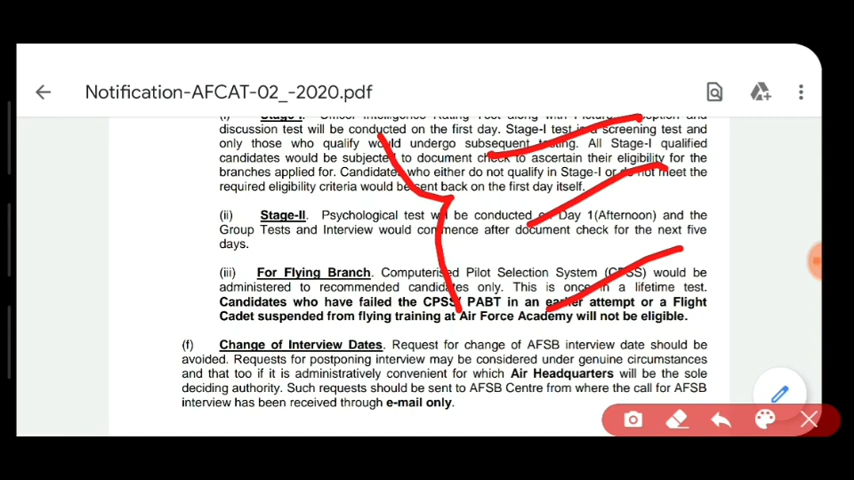 Notification-AFCAT-02_-2020.pdf
(i) Stage-I. Officer Intelligence Rating Test along with Picture Perception and
discussion test will be conducted on the first day. Stage-I test is a screening test and
only those who qualify would undergo subsequent testing. All Stage-I qualified
candidates would be subjected to document check to ascertain their eligibility for the
branches applied for. Candidates who either do not qualify in Stage-I or do not meet the
required eligibility criteria would be sent back on the first day itself.
(ii) Stage-II. Psychological test will be conducted on Day 1(Afternoon) and the
Group Tests and Interview would commence after document check for the next five
days.
(iii) For Flying Branch. Computerised Pilot Selection System (CPSS) would be
administered to recommended candidates only. This is once in a lifetime test.
Candidates who have failed the CPSS/ PABT in an earlier attempt or a Flight
Cadet suspended from flying training at Air Force Academy will not be eligible.
(f) Change of Interview Dates. Request for change of AFSB interview date should be
avoided. Requests for postponing interview may be considered under genuine circumstances
and that too if it is administratively convenient for which Air Headquarters will be the sole
deciding authority. Such requests should be sent to AFSB Centre from where the call for AFSB
interview has been received through e-mail only.